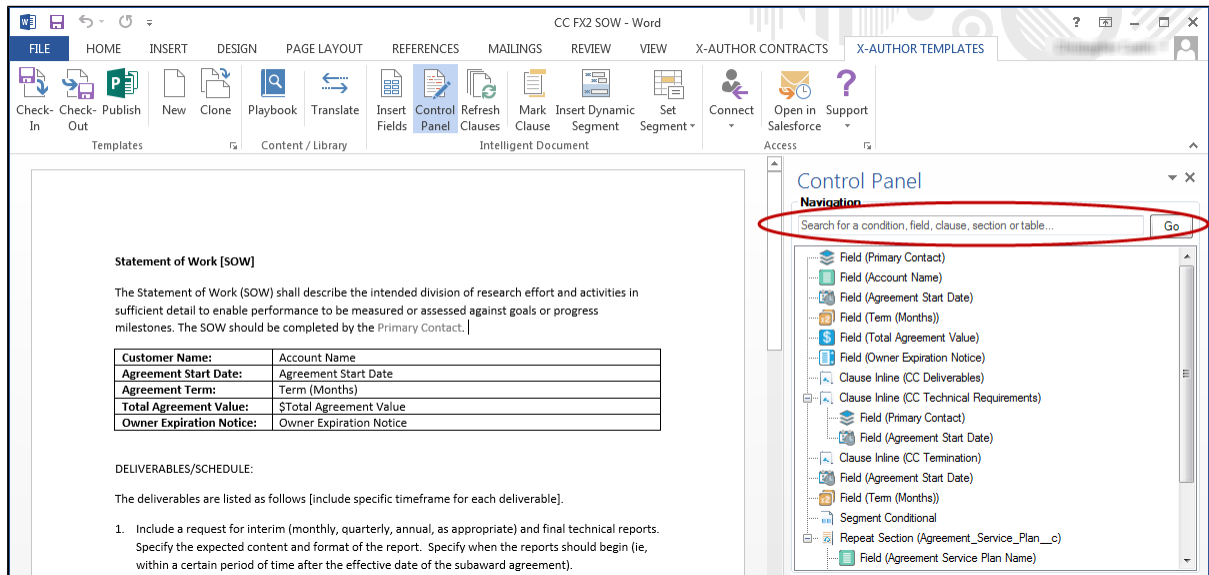 CC FX2 SOW - Word
FILE HOME INSERT DESIGN PAGE LAYOUT REFERENCES MAILINGS REVIEW VIEW X-AUTHOR CONTRACTS X-AUTHOR TEMPLATES
Check-In Check-Out Publish New Clone Playbook Translate Insert Fields Control Panel Refresh Clauses Mark Clause Insert Dynamic Segment Set Segment Connect Open in Salesforce Support
Templates Content / Library Intelligent Document Access
Control Panel
Navigation
Search for a condition, field, clause, section or table...
Go
Field (Primary Contact)
Field (Account Name)
Field (Agreement Start Date)
Field (Term (Months))
Field (Total Agreement Value)
Field (Owner Expiration Notice)
Clause Inline (CC Deliverables)
Clause Inline (CC Technical Requirements)
Field (Primary Contact)
Field (Agreement Start Date)
Clause Inline (CC Termination)
Field (Agreement Start Date)
Field (Term (Months))
Segment Conditional
Repeat Section (Agreement_Service_Plan__c)
Field (Agreement Service Plan Name)
Statement of Work [SOW]
The Statement of Work (SOW) shall describe the intended division of research effort and activities in
sufficient detail to enable performance to be measured or assessed against goals or progress
milestones. The SOW should be completed by the Primary Contact.
Customer Name: Account Name
Agreement Start Date: Agreement Start Date
Agreement Term: Term (Months)
Total Agreement Value: $Total Agreement Value
Owner Expiration Notice: Owner Expiration Notice
DELIVERABLES/SCHEDULE:
The deliverables are listed as follows [include specific timeframe for each deliverable].
1. Include a request for interim (monthly, quarterly, annual, as appropriate) and final technical reports.
Specify the expected content and format of the report. Specify when the reports should begin (ie,
within a certain period of time after the effective date of the subaward agreement).